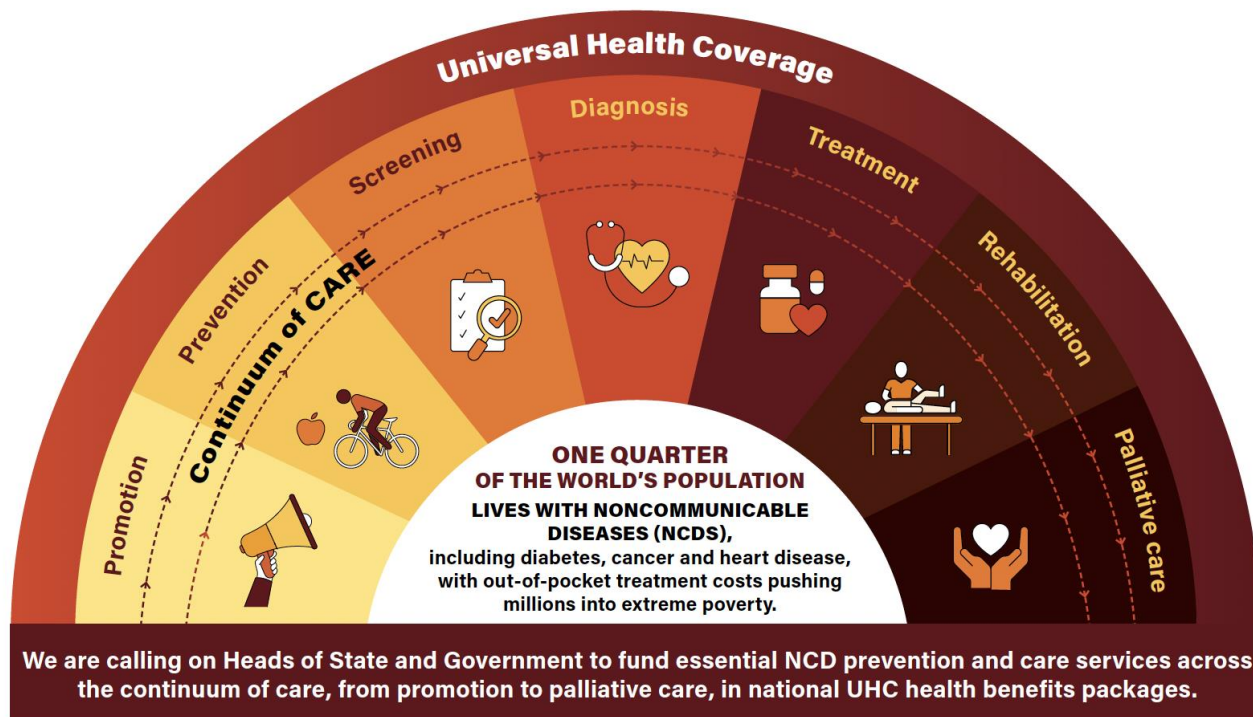 Universal Health Coverage
Promotion
Prevention
Screening
Diagnosis
Treatment
Rehabilitation
Palliative care
Continuum of CARE
ONE QUARTER
OF THE WORLD'S POPULATION
LIVES WITH NONCOMMUNICABLE
DISEASES (NCDS),
including diabetes, cancer and heart disease,
with out-of-pocket treatment costs pushing
millions into extreme poverty.
We are calling on Heads of State and Government to fund essential NCD prevention and care services across
the continuum of care, from promotion to palliative care, in national UHC health benefits packages.